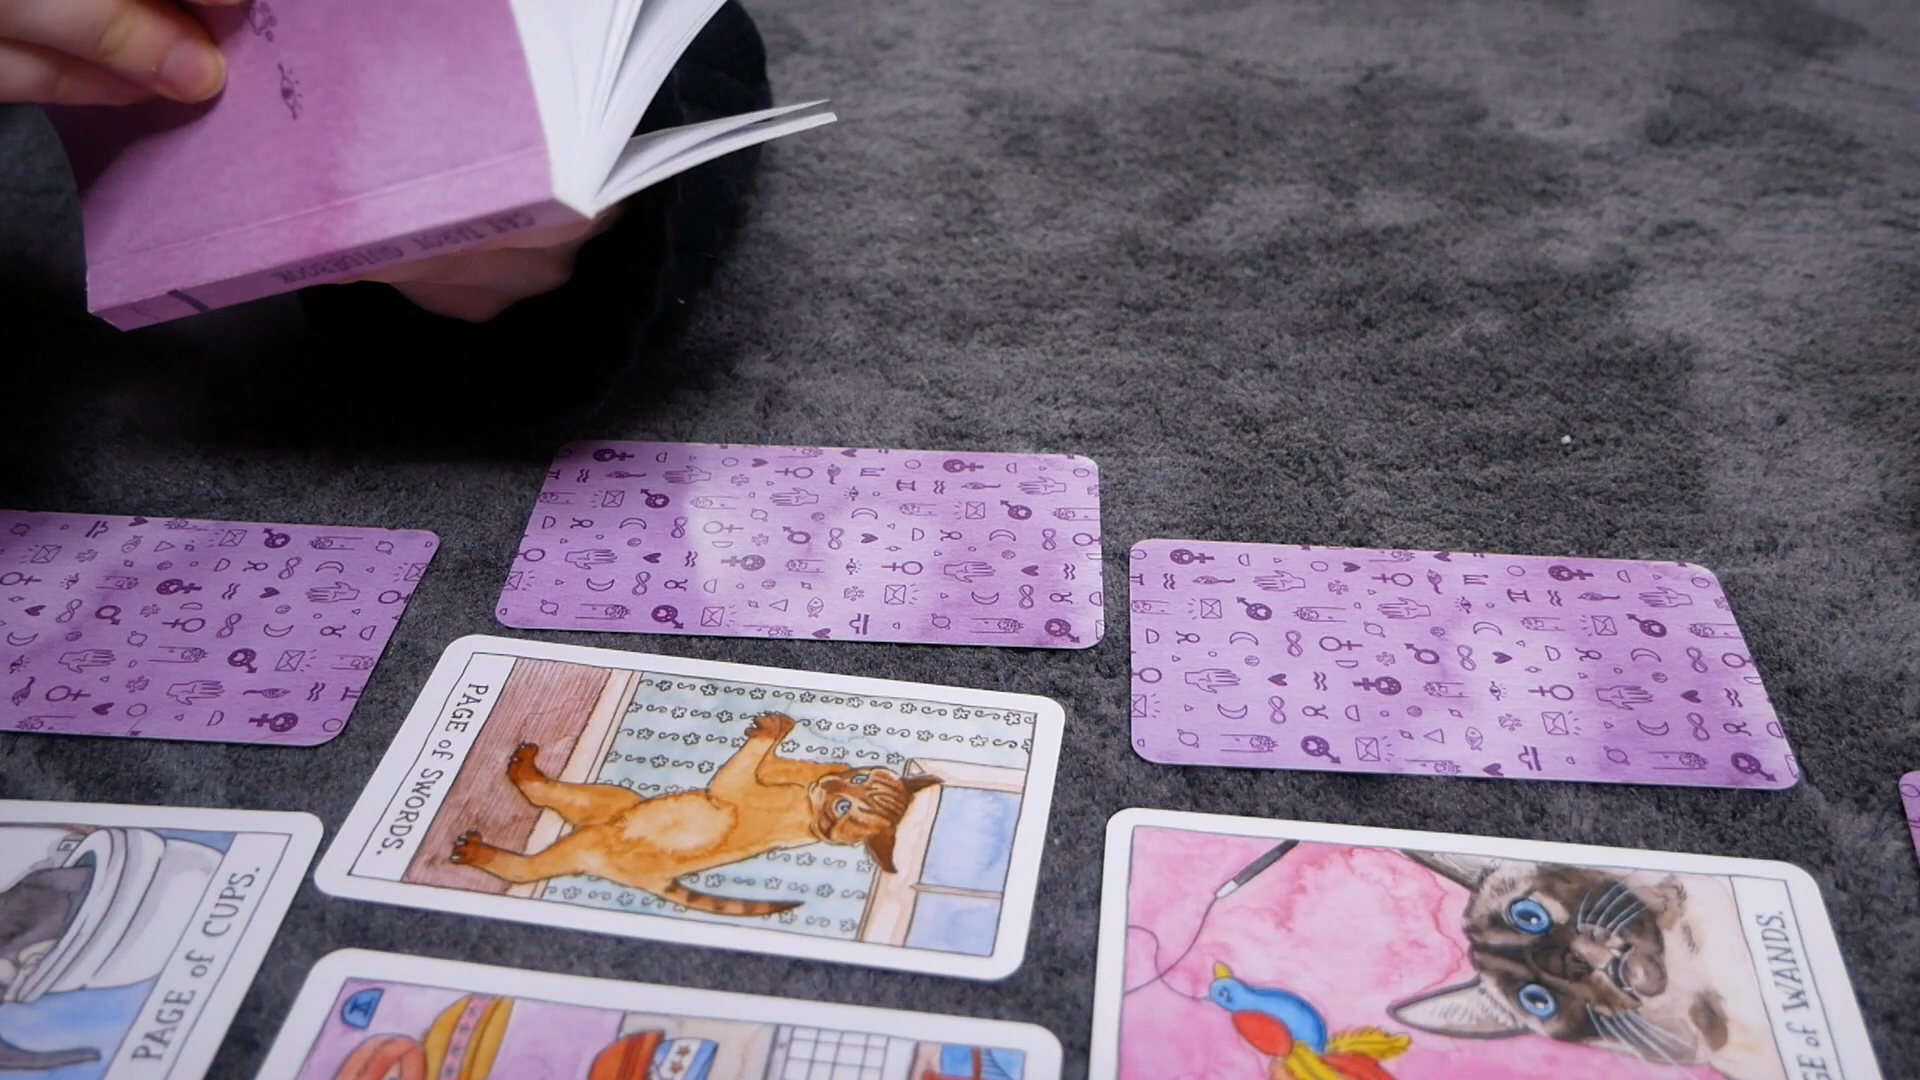 CAT TAROT GUIDEBOOK
PAGE of SWORDS.
PAGE of CUPS.
GE of WANDS.
I